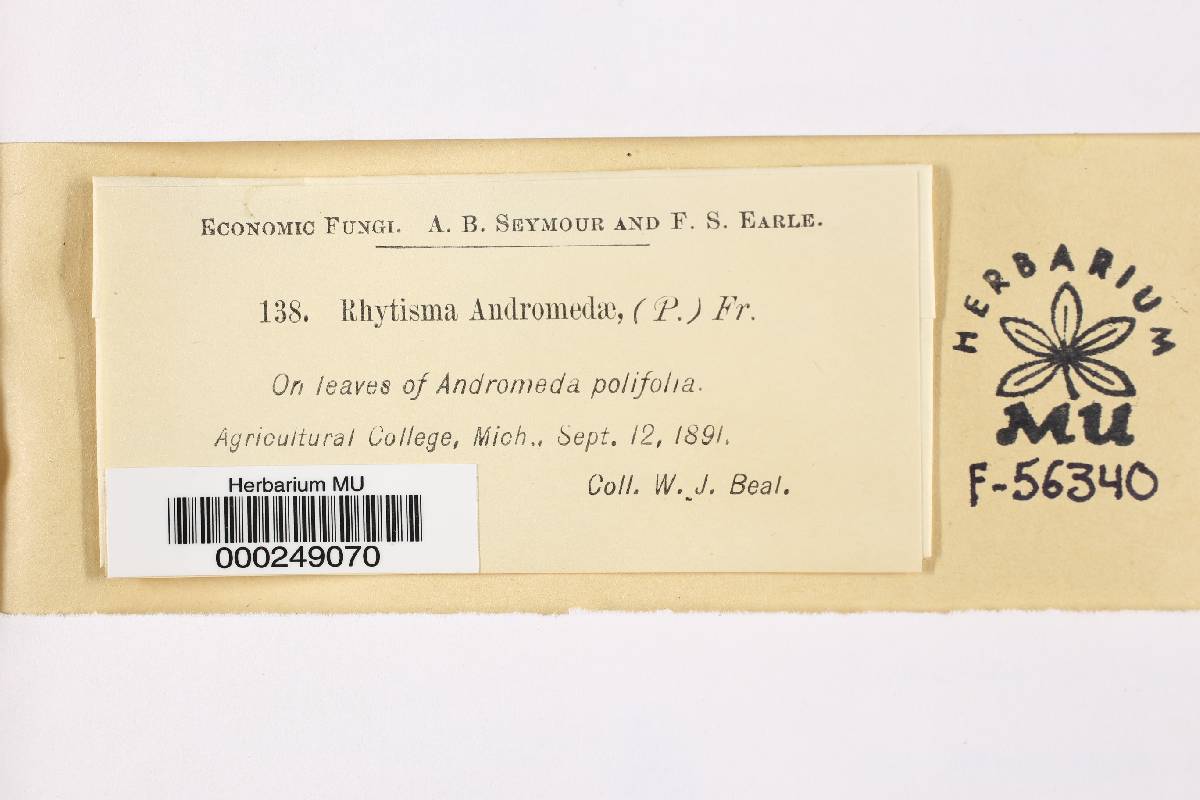 ECONOMIC FUNGI. A. B. SEYMOUR AND F. S. EARLE.
138. Rhytisma Andromedæ, (P.) Fr.
On leaves of Andromeda polifolia.
Agricultural College, Mich., Sept. 12, 1891.
Coll. W. J. Beal.
Herbarium MU
000249070
HERBARIUM
MU
F-56340